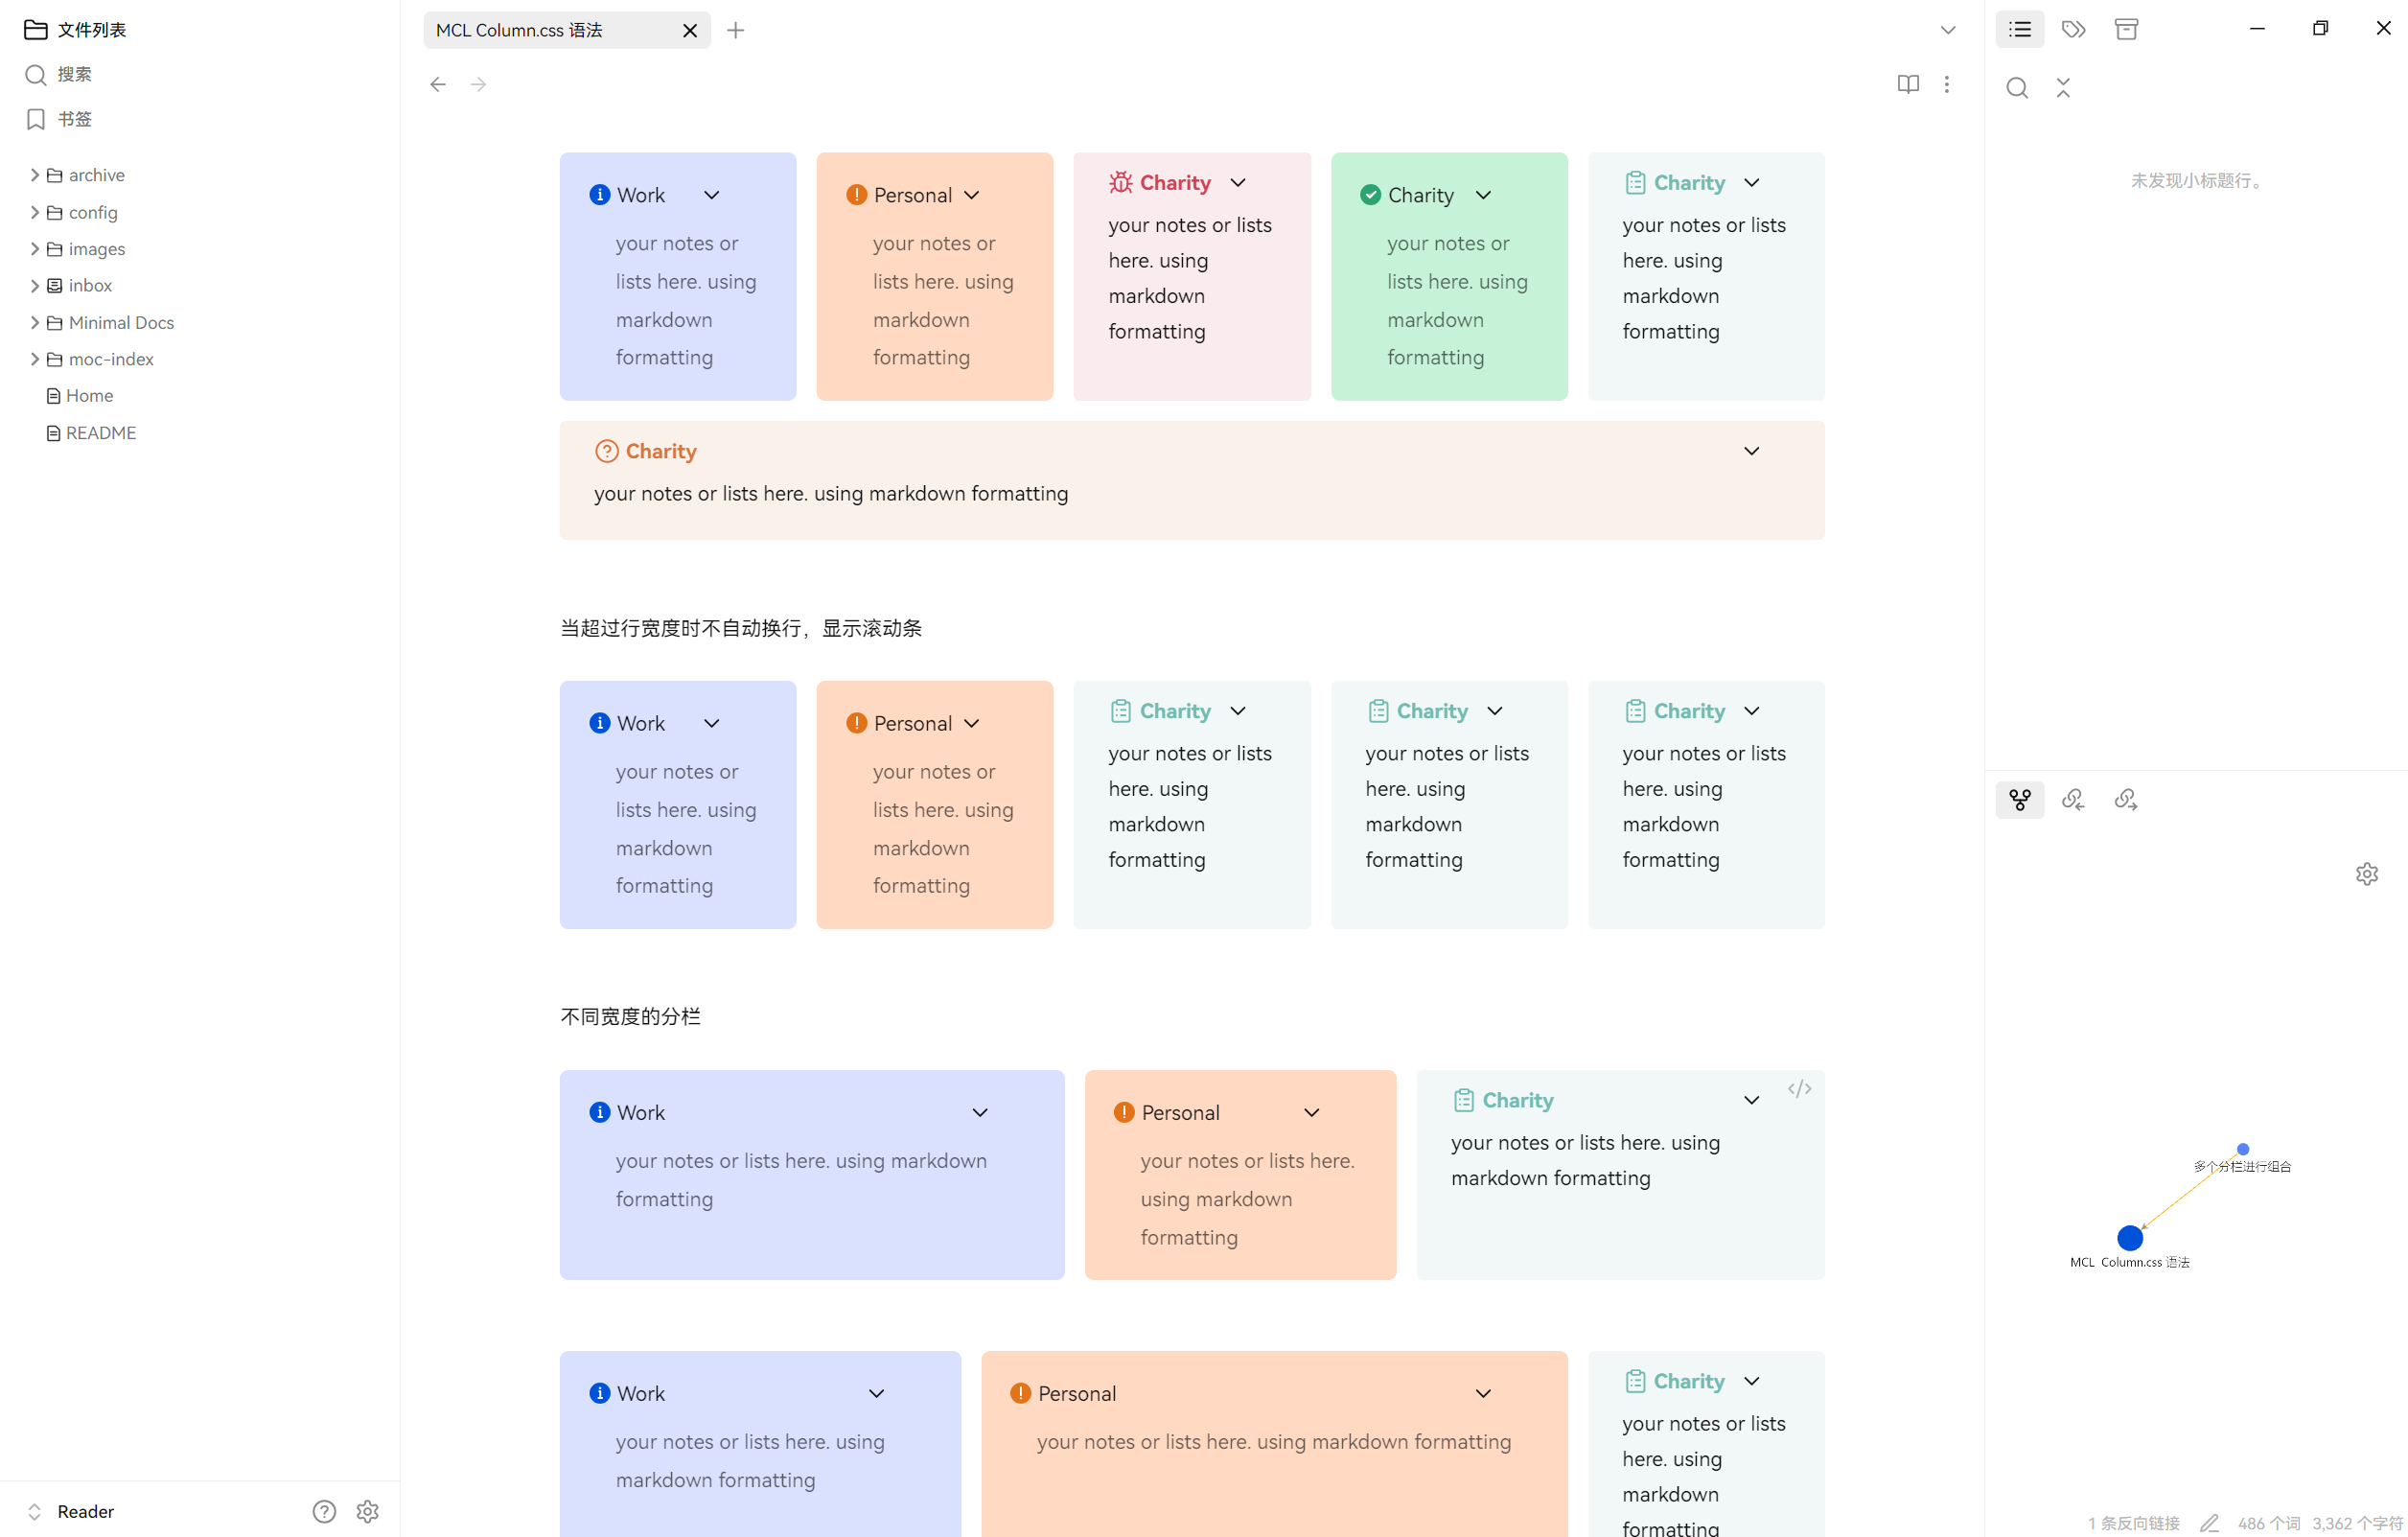 文件列表
搜索
书签
archive
config
images
inbox
Minimal Docs
moc-index
Home
README
Reader
MCL Column.css 语法
Work
your notes or
lists here. using
markdown
formatting
Personal
your notes or
lists here. using
markdown
formatting
Charity
your notes or lists
here. using
markdown
formatting
Charity
your notes or
lists here. using
markdown
formatting
Charity
your notes or lists
here. using
markdown
formatting
Charity
your notes or lists here. using markdown formatting
当超过行宽度时不自动换行，显示滚动条
Work
your notes or
lists here. using
markdown
formatting
Personal
your notes or
lists here. using
markdown
formatting
Charity
your notes or lists
here. using
markdown
formatting
Charity
your notes or lists
here. using
markdown
formatting
Charity
your notes or lists
here. using
markdown
formatting
不同宽度的分栏
Work
your notes or lists here. using markdown
formatting
Personal
your notes or lists here.
using markdown
formatting
Charity
your notes or lists here. using
markdown formatting
Work
your notes or lists here. using
markdown formatting
Personal
your notes or lists here. using markdown formatting
Charity
your notes or lists
here. using
markdown
formatting
未发现小标题行。
多个分栏进行组合
MCL Column.css 语法
1 条反向链接
486 个词
3,362 个字符